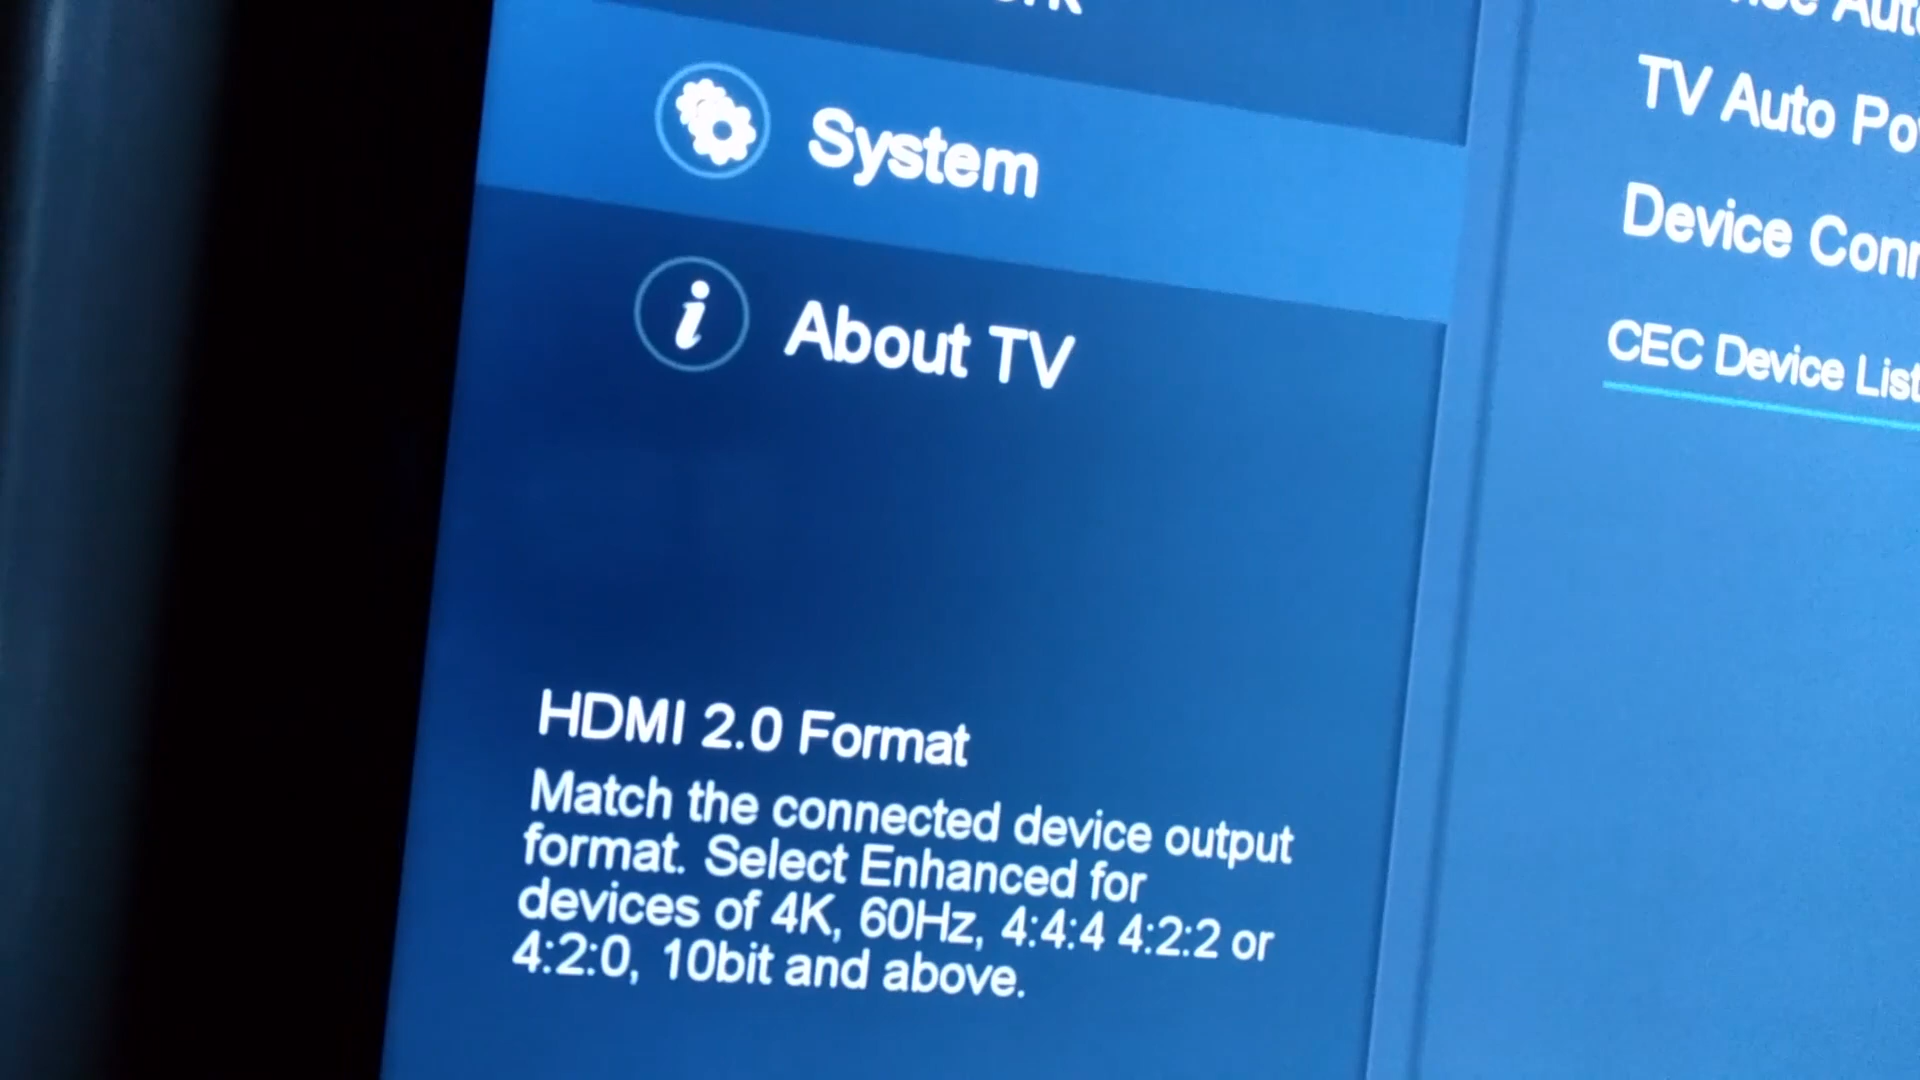 System
About TV
HDMI 2.0 Format
Match the connected device output
format. Select Enhanced for
devices of 4K, 60Hz, 4:4:4 4:2:2 or
4:2:0, 10bit and above.
TV Auto
Device
CEC Device List